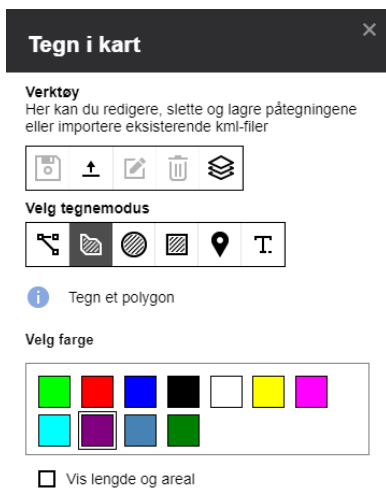 Tegn i kart
Verktøy
Her kan du redigere, slette og lagre påtegningene
eller importere eksisterende kml-filer
Velg tegnemodus
T.
Tegn et polygon
Velg farge
Vis lengde og areal